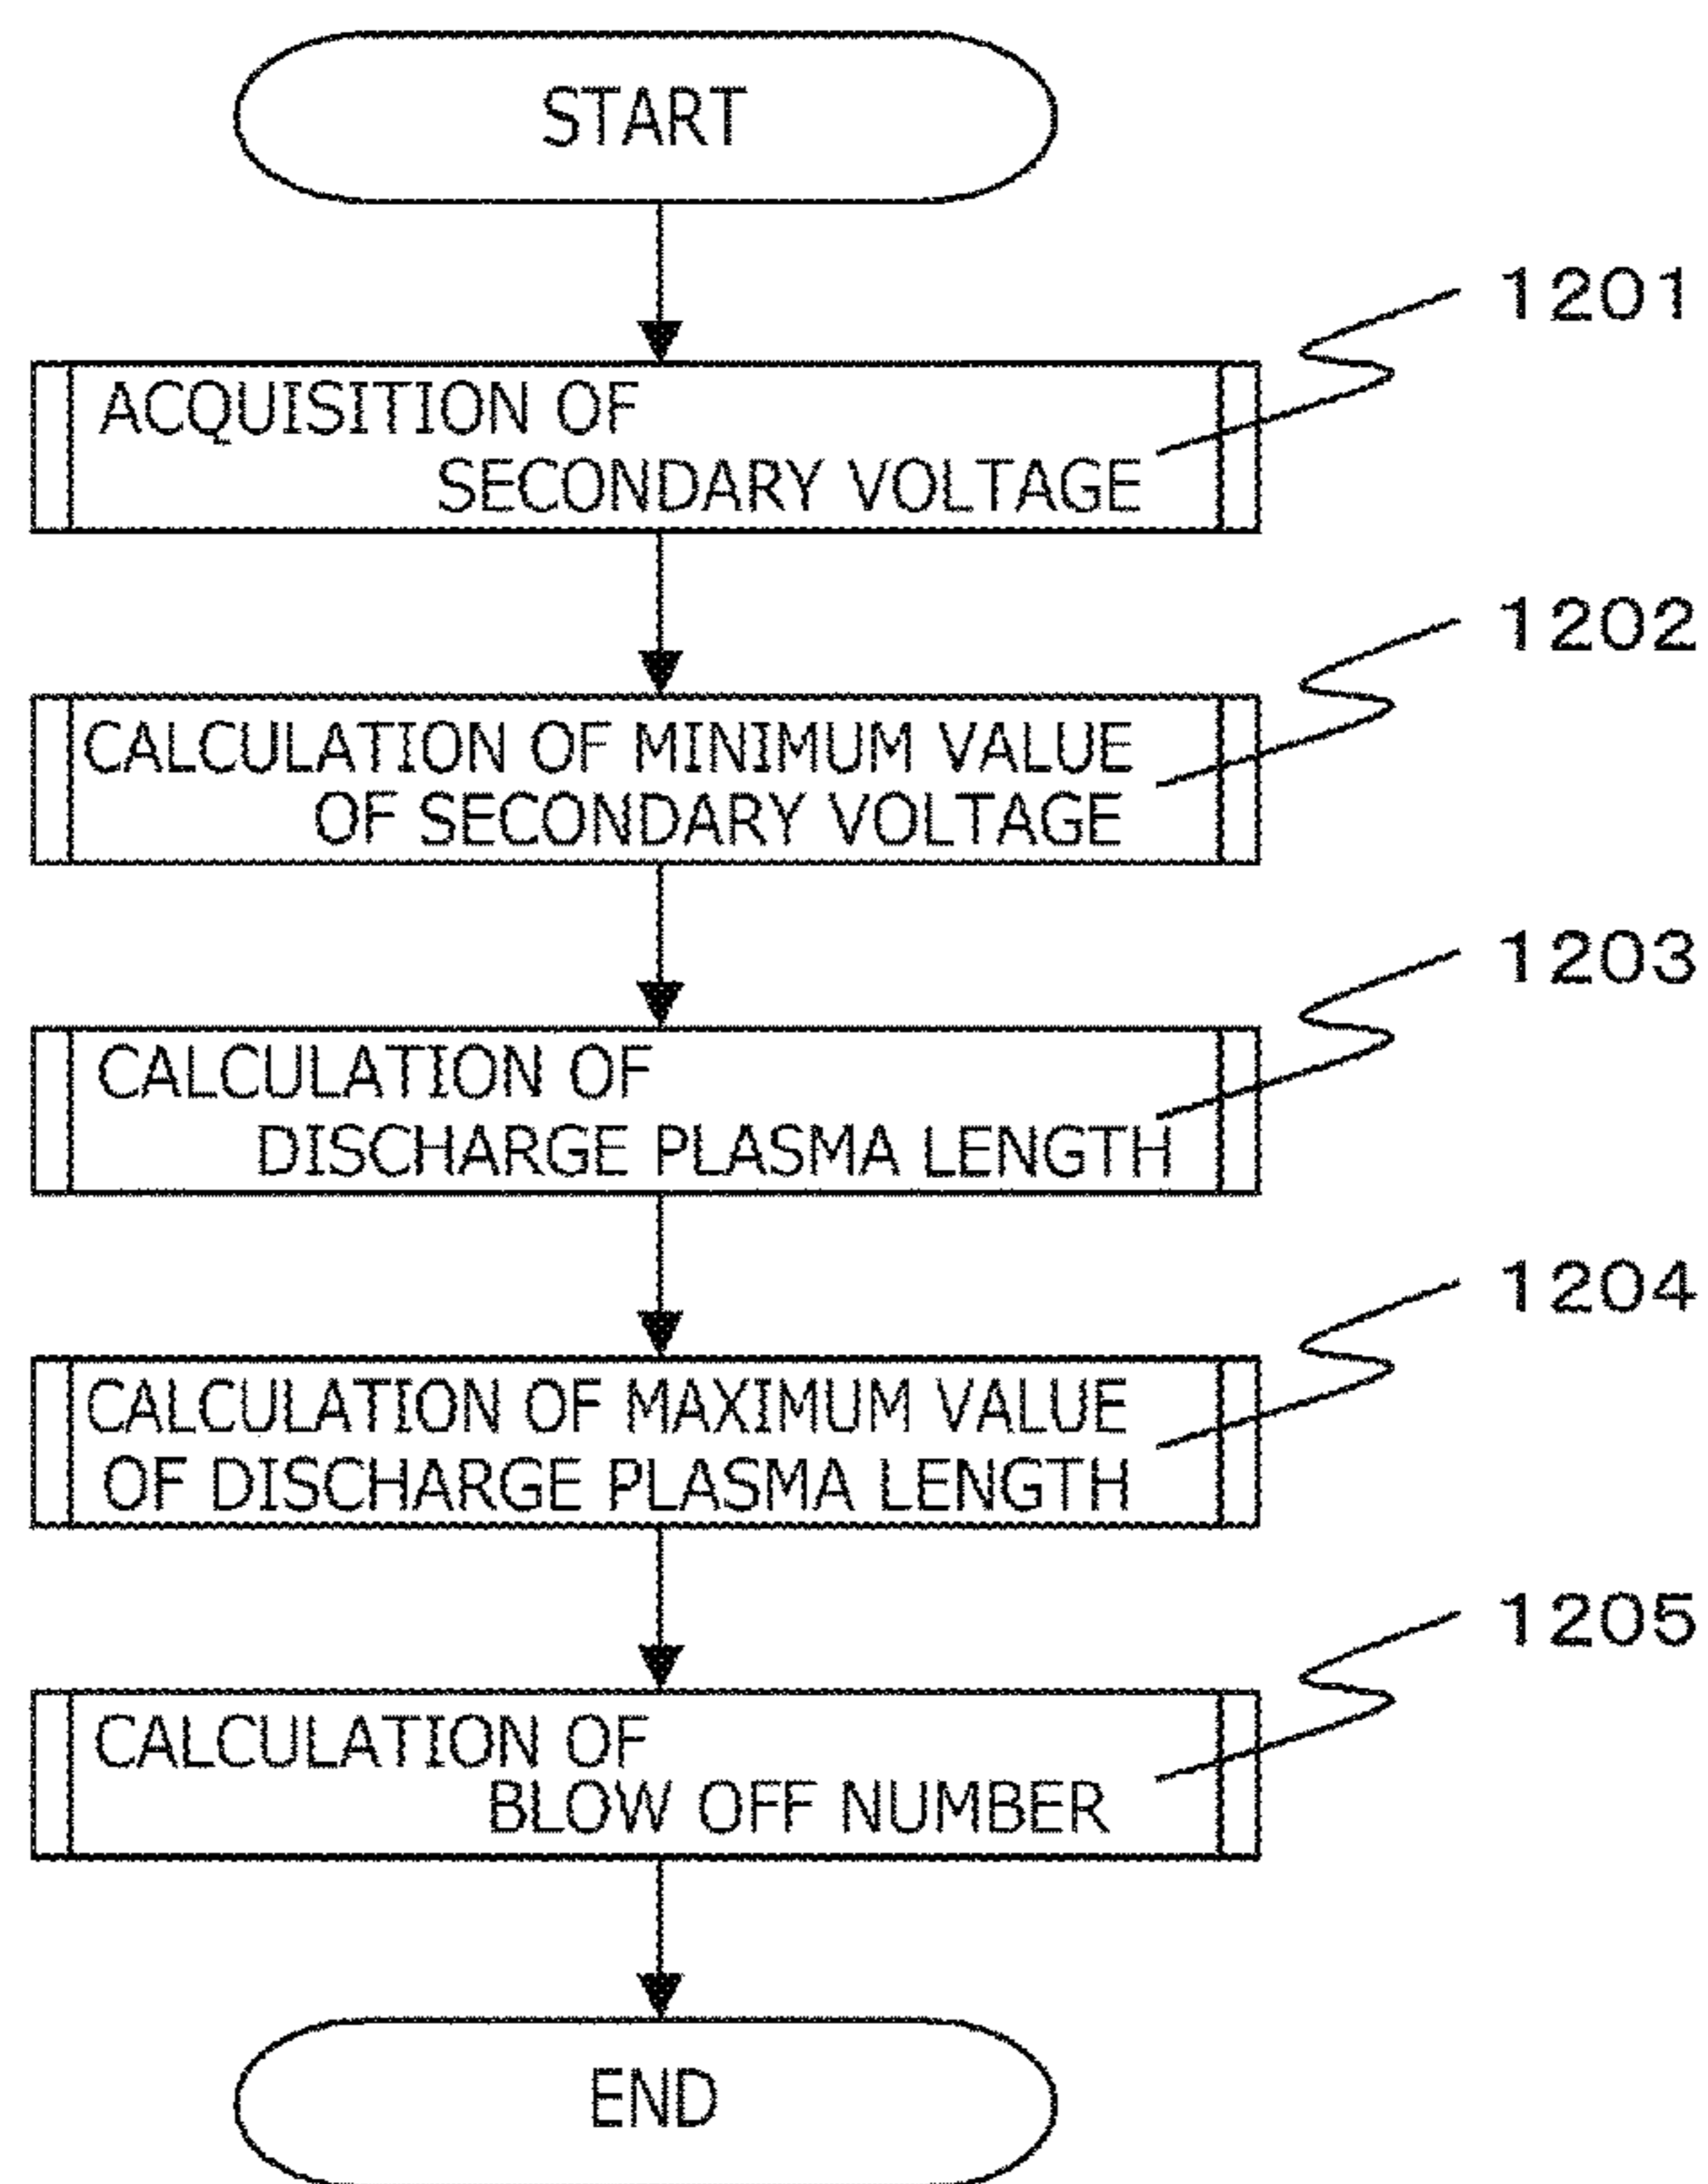 START
1201
ACQUISITION OF
SECONDARY VOLTAGE
1202
CALCULATION OF MINIMUM VALUE
OF SECONDARY VOLTAGE
1203
CALCULATION OF
DISCHARGE PLASMA LENGTH
1204
CALCULATION OF MAXIMUM VALUE
OF DISCHARGE PLASMA LENGTH
1205
CALCULATION OF
BLOW OFF NUMBER
END